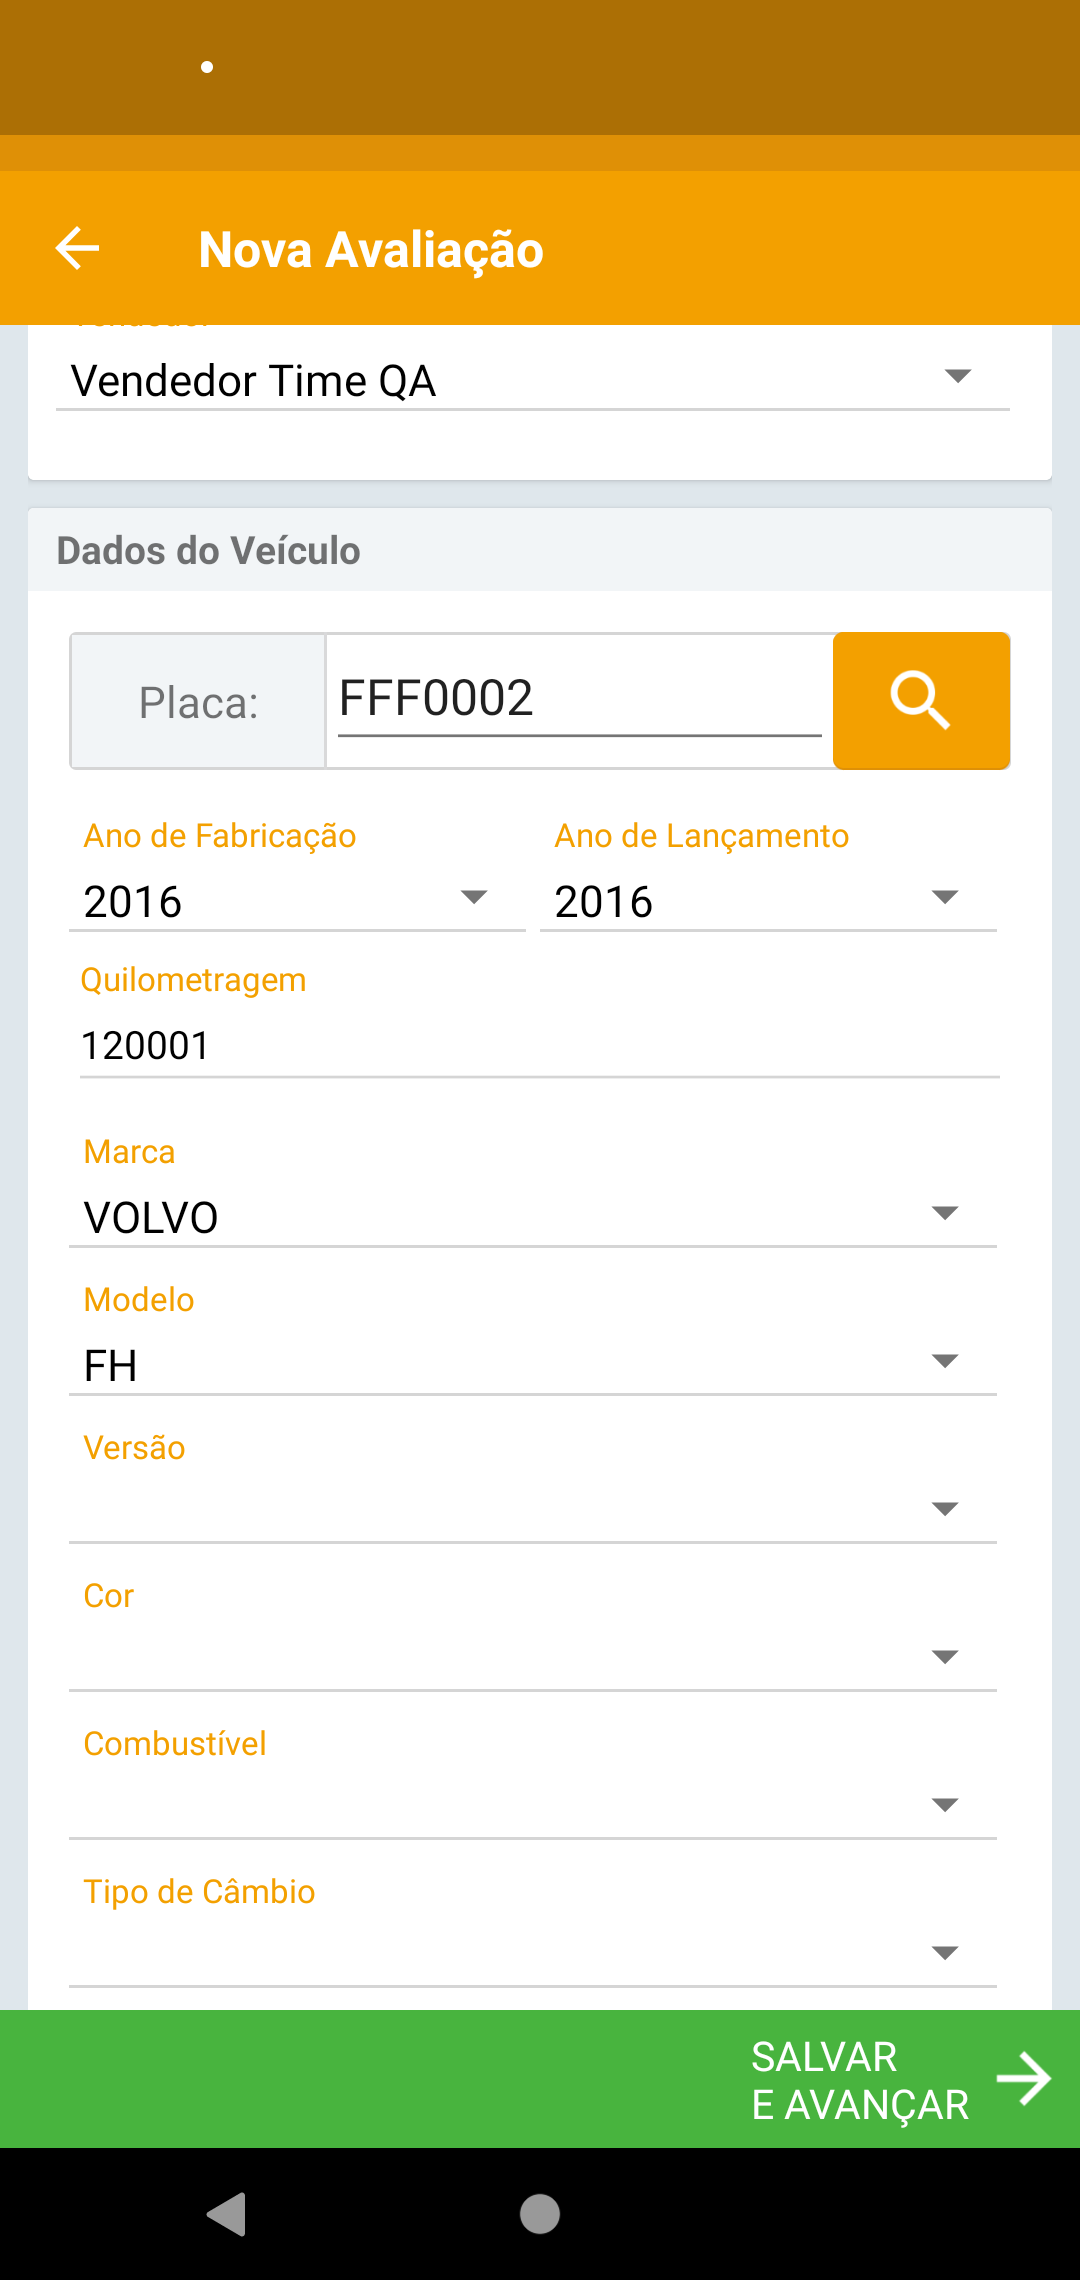 Nova Avaliação
Vendedor Time QA
Dados do Veículo
Placa: FFF0002
Ano de Fabricação Ano de Lançamento
2016 2016
Quilometragem
120001
Marca
VOLVO
Modelo
FH
Versão
Cor
Combustível
Tipo de Câmbio
SALVAR
E AVANÇAR